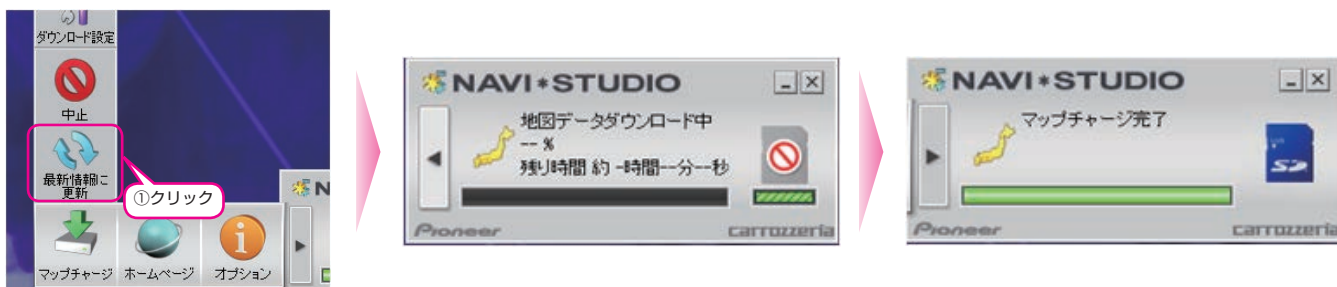 ダウンロード設定
中止
最新情報に
更新
①クリック
マップチャージ
ホームページ
オプション
NAVI*STUDIO
地図データダウンロード中
-- %
残り時間 約 -時間--分--秒
Pioneer
carrozzeria
NAVI*STUDIO
マップチャージ完了
SD
Pioneer
carrozzeria